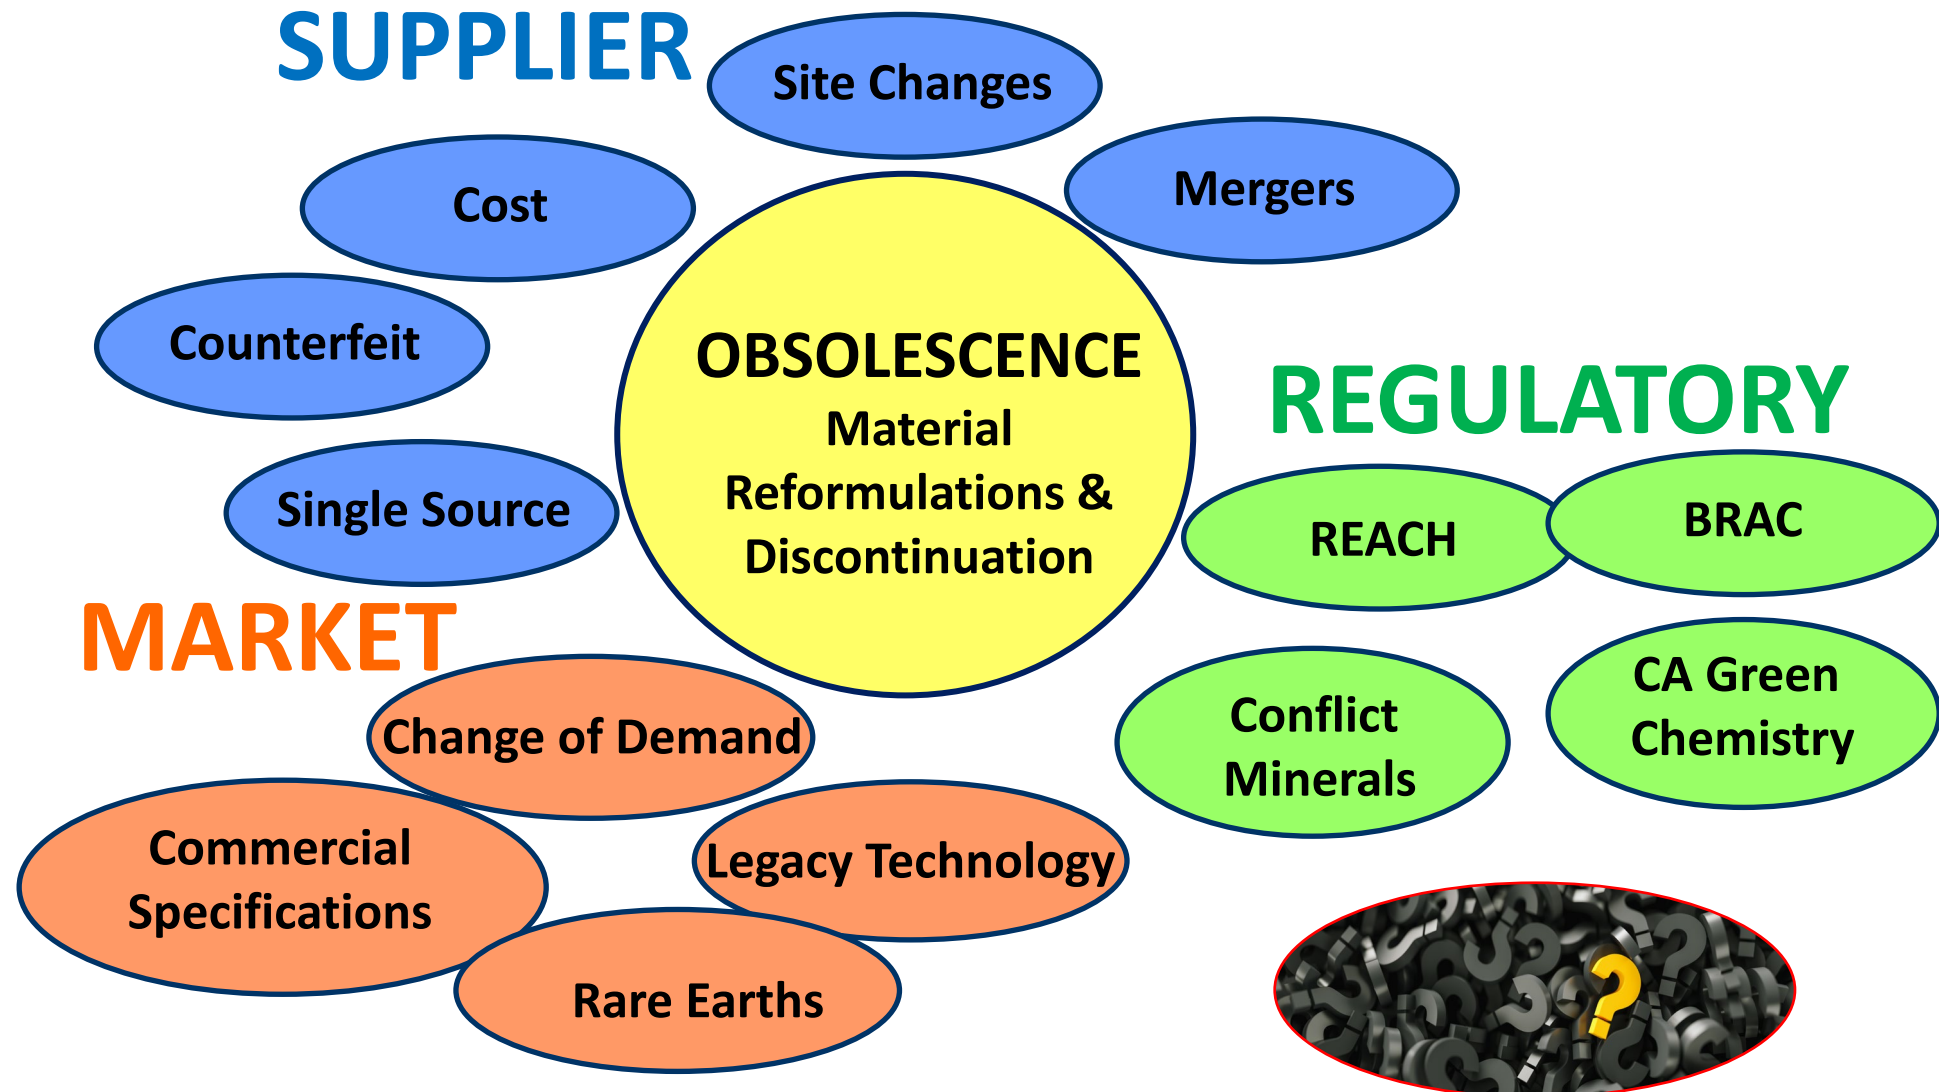 SUPPLIER
Site Changes
Mergers
Cost
Counterfeit
Single Source
OBSOLESCENCE
Material
Reformulations &
Discontinuation
REGULATORY
REACH
BRAC
Conflict
Minerals
CA Green
Chemistry
MARKET
Change of Demand
Commercial
Specifications
Legacy Technology
Rare Earths
?